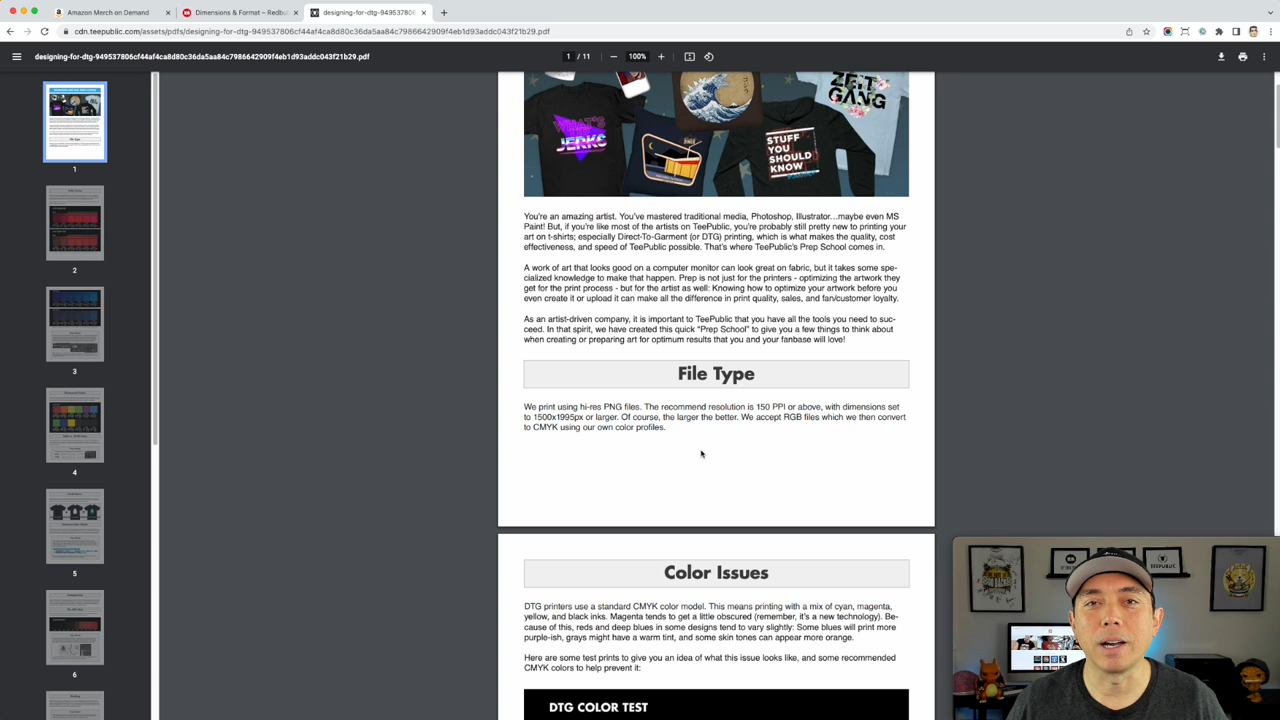 Amazon Merch on Demand
Dimensions & Format – Redbu
designing-for-dtg-949537806
cdn.teepublic.com/assets/pdfs/designing-for-dtg-949537806cf44af4ca8d80c36da5aa84c7986642909f4eb1d93addc043f21b29.pdf
designing-for-dtg-949537806cf44af4ca8d80c36da5aa84c7986642909f4eb1d93addc043f21b29.pdf
1 / 11
100%
1
2
3
4
5
6
JERKS
ZET
GANG
STUFF
YOU
SHOULD
KNOW
You're an amazing artist. You've mastered traditional media, Photoshop, Illustrator…maybe even MS
Paint! But, if you're like most of the artists on TeePublic, you're probably still pretty new to printing your
art on t-shirts; especially Direct-To-Garment (or DTG) printing, which is what makes the quality, cost
effectiveness, and speed of TeePublic possible. That's where TeePublic's Prep School comes in.
A work of art that looks good on a computer monitor can look great on fabric, but it takes some spe-
cialized knowledge to make that happen. Prep is not just for the printers - optimizing the artwork they
get for the print process - but for the artist as well: Knowing how to optimize your artwork before you
even create it or upload it can make all the difference in print quality, sales, and fan/customer loyalty.
As an artist-driven company, it is important to TeePublic that you have all the tools you need to suc-
ceed. In that spirit, we have created this quick "Prep School" to give you a few things to think about
when creating or preparing art for optimum results that you and your fanbase will love!
File Type
We print using hi-res PNG files. The recommend resolution is 150 PPI or above, with dimensions set
to 1500x1995px or larger. Of course, the larger the better. We accept RGB files which we then convert
to CMYK using our own color profiles.
Color Issues
DTG printers use a standard CMYK color model. This means printing with a mix of cyan, magenta,
yellow, and black inks. Magenta tends to get a little obscured (remember, it's a new technology). Be-
cause of this, reds and deep blues in some designs tend to vary slightly: Some blues will print more
purple-ish, grays might have a warm tint, and some skin tones can appear more orange.
Here are some test prints to give you an idea of what this issue looks like, and some recommended
CMYK colors to help prevent it:
DTG COLOR TEST
TEEPUBLIC